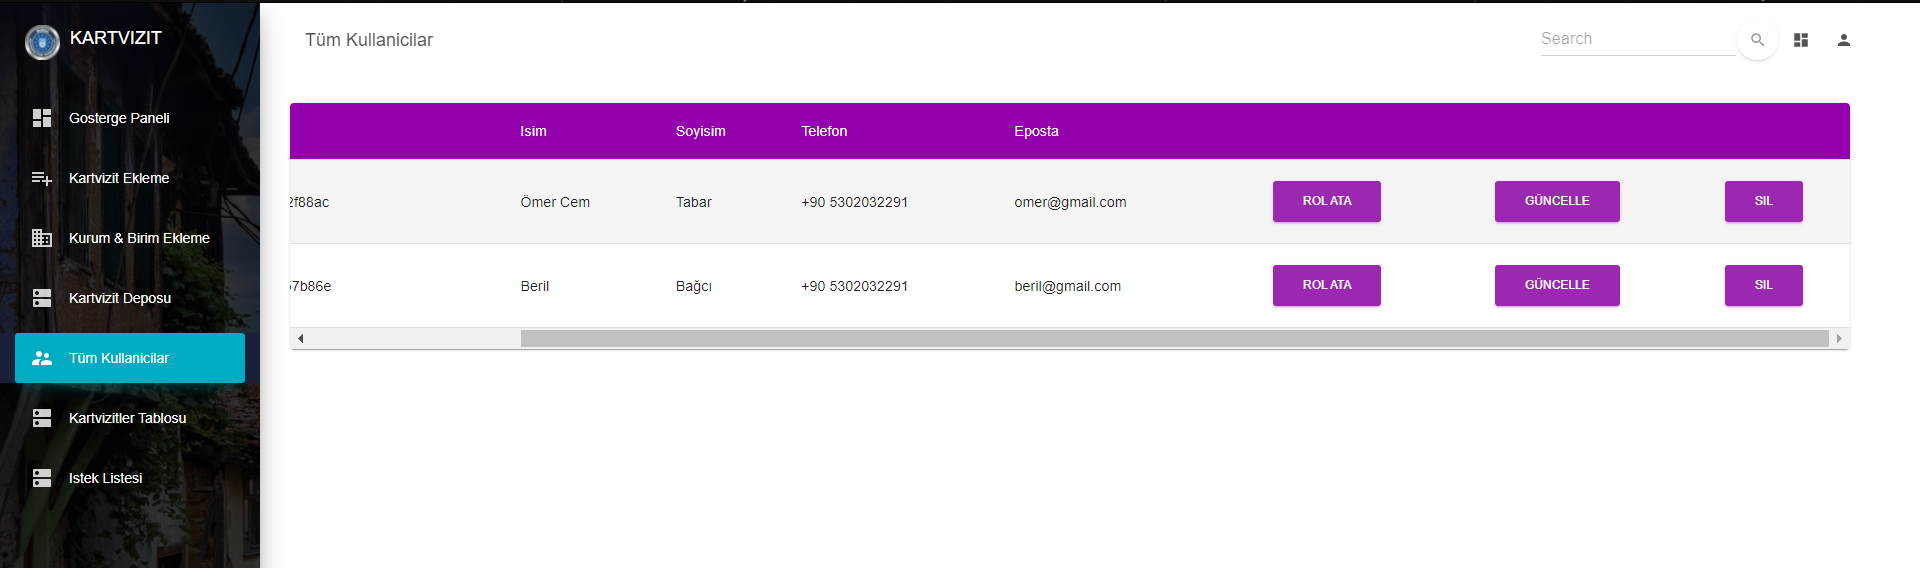 KARTVIZIT
Tüm Kullanicilar
Search
Gosterge Paneli
Kartvizit Ekleme
Kurum & Birim Ekleme
Kartvizit Deposu
Tüm Kullanicilar
Kartvizitler Tablosu
Istek Listesi
Isim Soyisim Telefon Eposta
2f88ac Ömer Cem Tabar +90 5302032291 omer@gmail.com ROL ATA GÜNCELLE SIL
7b86e Beril Bağcı +90 5302032291 beril@gmail.com ROL ATA GÜNCELLE SIL